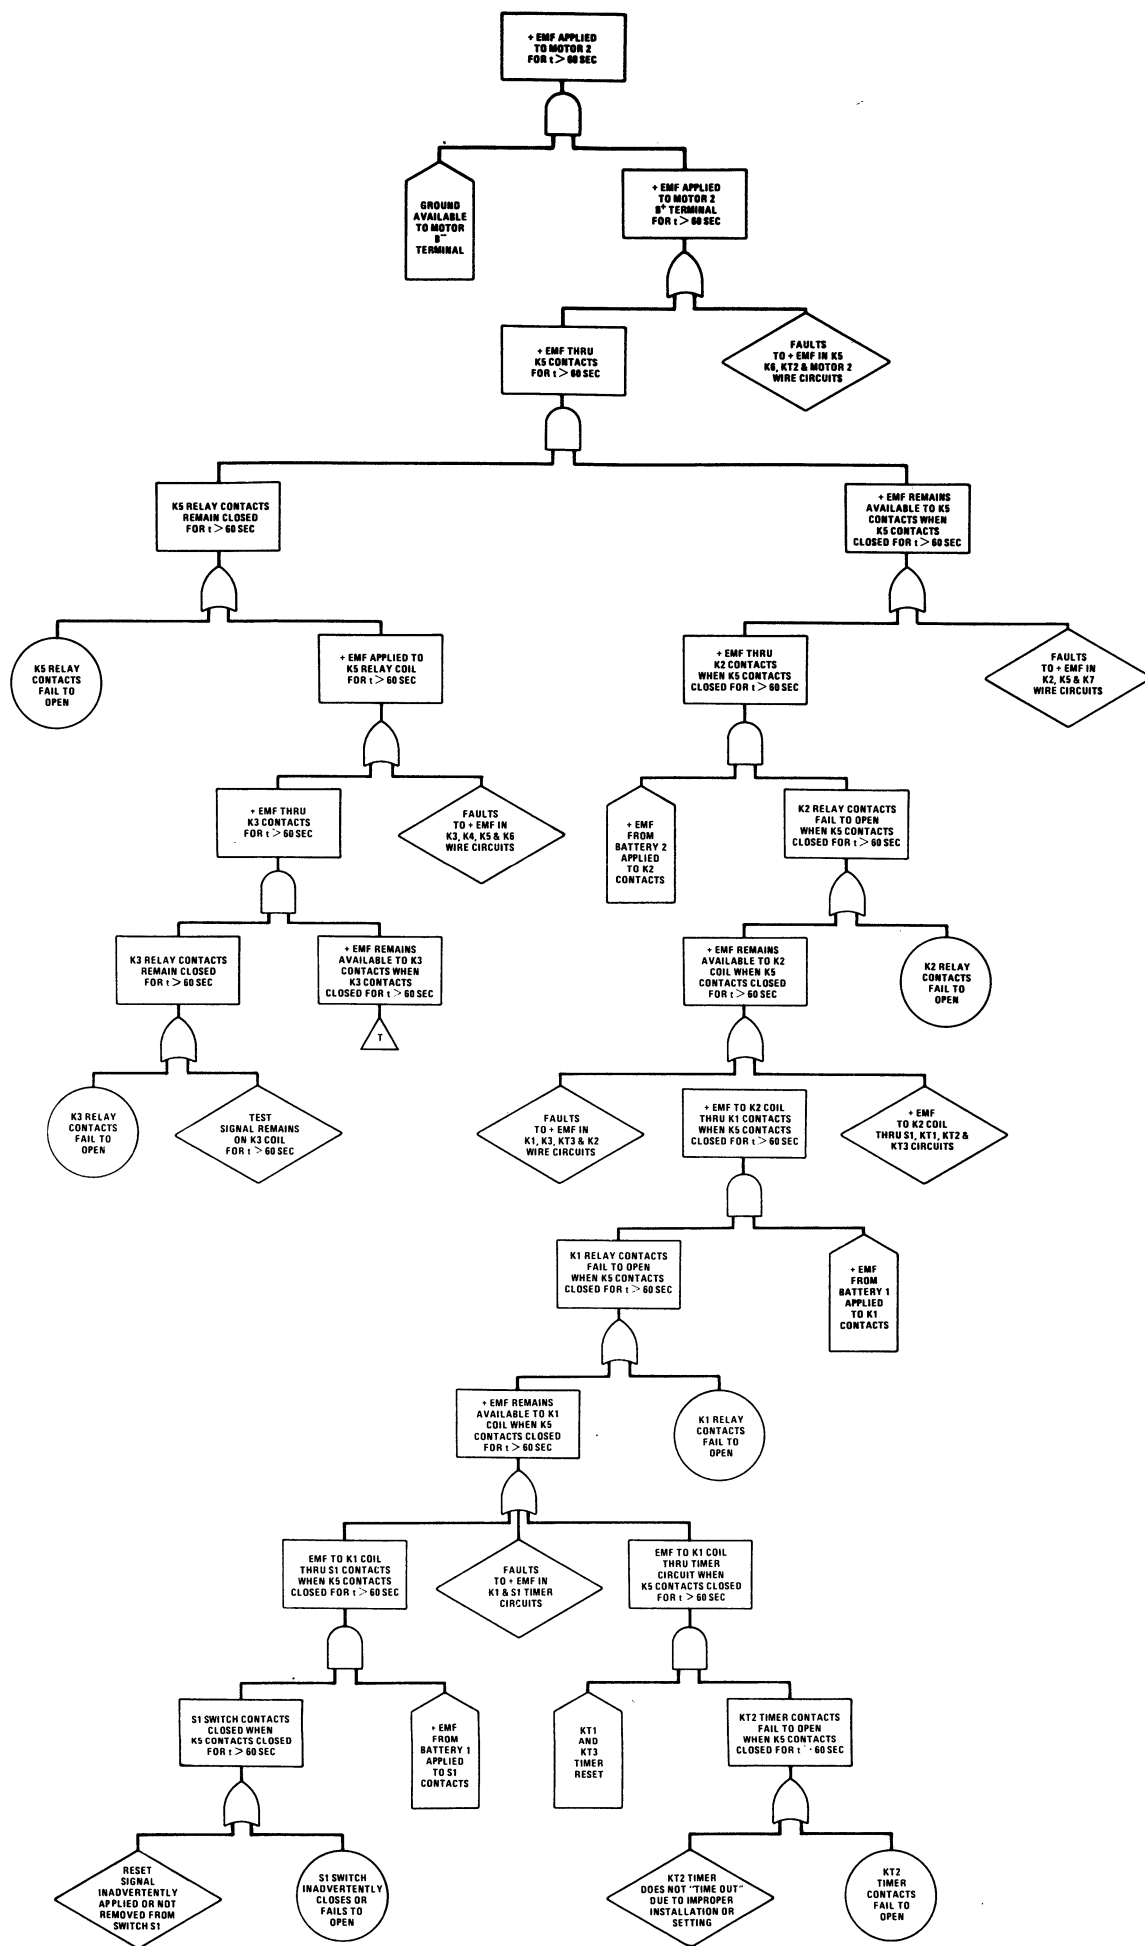 + EMF APPLIED
TO MOTOR 2
FOR t > 60 SEC
GROUND
AVAILABLE
TO MOTOR
B⁻
TERMINAL
+ EMF APPLIED
TO MOTOR 2
B⁺ TERMINAL
FOR t > 60 SEC
+ EMF THRU
K5 CONTACTS
FOR t > 60 SEC
FAULTS
TO + EMF IN K5
K6, KT2 & MOTOR 2
WIRE CIRCUITS
K5 RELAY CONTACTS
REMAIN CLOSED
FOR t > 60 SEC
+ EMF REMAINS
AVAILABLE TO K5
CONTACTS WHEN
K5 CONTACTS
CLOSED FOR t > 60 SEC
K5 RELAY
CONTACTS
FAIL TO
OPEN
+ EMF APPLIED TO
K5 RELAY COIL
FOR t > 60 SEC
+ EMF THRU
K2 CONTACTS
WHEN K5 CONTACTS
CLOSED FOR t > 60 SEC
FAULTS
TO + EMF IN
K2, K5 & K7
WIRE CIRCUITS
+ EMF THRU
K3 CONTACTS
FOR t > 60 SEC
FAULTS
TO + EMF IN
K3, K4, K5 & K6
WIRE CIRCUITS
+ EMF
FROM
BATTERY 2
APPLIED
TO K2
CONTACTS
K2 RELAY CONTACTS
FAIL TO OPEN
WHEN K5 CONTACTS
CLOSED FOR t > 60 SEC
K3 RELAY CONTACTS
REMAIN CLOSED
FOR t > 60 SEC
+ EMF REMAINS
AVAILABLE TO K3
CONTACTS WHEN
K3 CONTACTS
CLOSED FOR t > 60 SEC
T
+ EMF REMAINS
AVAILABLE TO K2
COIL WHEN K5
CONTACTS CLOSED
FOR t > 60 SEC
K2 RELAY
CONTACTS
FAIL TO
OPEN
K3 RELAY
CONTACTS
FAIL TO
OPEN
TEST
SIGNAL REMAINS
ON K3 COIL
FOR t > 60 SEC
FAULTS
TO + EMF IN
K1, K3, KT3 & K2
WIRE CIRCUITS
+ EMF TO K2 COIL
THRU K1 CONTACTS
WHEN K5 CONTACTS
CLOSED FOR t > 60 SEC
+ EMF
TO K2 COIL
THRU S1, KT1, KT2 &
KT3 CIRCUITS
K1 RELAY CONTACTS
FAIL TO OPEN
WHEN K5 CONTACTS
CLOSED FOR t > 60 SEC
+ EMF
FROM
BATTERY 1
APPLIED
TO K1
CONTACTS
+ EMF REMAINS
AVAILABLE TO K1
COIL WHEN K5
CONTACTS CLOSED
FOR t > 60 SEC
K1 RELAY
CONTACTS
FAIL TO
OPEN
EMF TO K1 COIL
THRU S1 CONTACTS
WHEN K5 CONTACTS
CLOSED FOR t > 60 SEC
FAULTS
TO + EMF IN
K1 & S1 TIMER
CIRCUITS
EMF TO K1 COIL
THRU TIMER
CIRCUIT WHEN
K5 CONTACTS CLOSED
FOR t > 60 SEC
S1 SWITCH CONTACTS
CLOSED WHEN
K5 CONTACTS CLOSED
FOR t > 60 SEC
+ EMF
FROM
BATTERY 1
APPLIED
TO S1
CONTACTS
KT1
AND
KT3
TIMER
RESET
KT2 TIMER CONTACTS
FAIL TO OPEN
WHEN K5 CONTACTS
CLOSED FOR t 60 SEC
RESET
SIGNAL
INADVERTENTLY
APPLIED OR NOT
REMOVED FROM
SWITCH S1
S1 SWITCH
INADVERTENTLY
CLOSES OR
FAILS TO
OPEN
KT2 TIMER
DOES NOT "TIME OUT"
DUE TO IMPROPER
INSTALLATION OR
SETTING
KT2
TIMER
CONTACTS
FAIL TO
OPEN